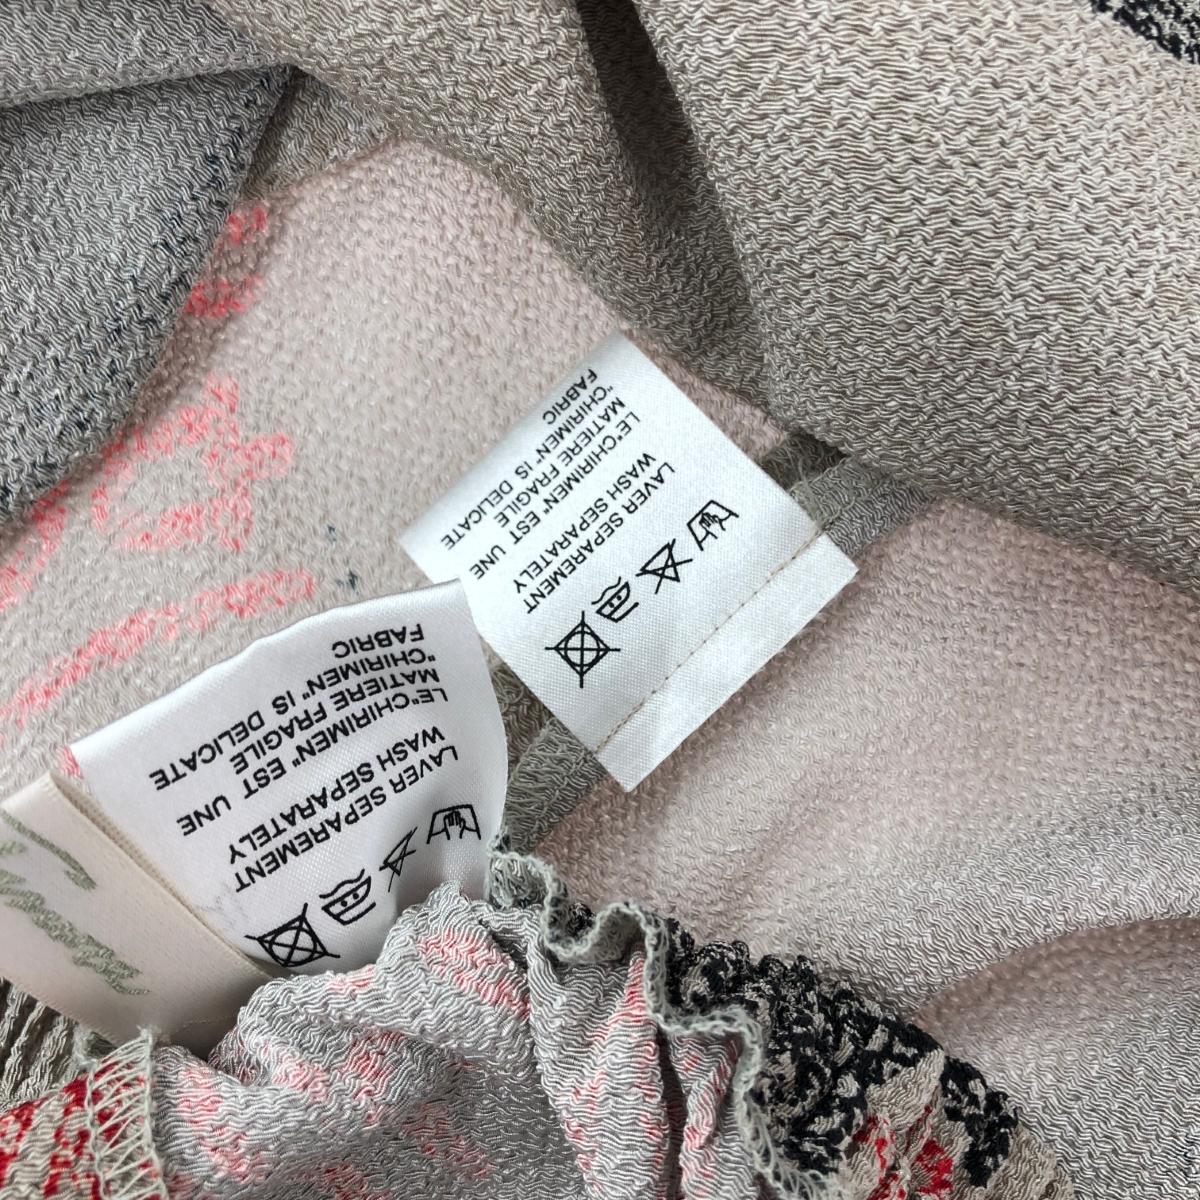 LAVER SEPAREMENT
WASH SEPARATELY
LE"CHIRIMEN" EST UNE
MATIERE FRAGILE
"CHIRIMEN" IS DELICATE
FABRIC
LAVER SEPAREMENT
WASH SEPARATELY
LE"CHIRIMEN" EST UNE
MATIERE FRAGILE
"CHIRIMEN" IS DELICATE
FABRIC